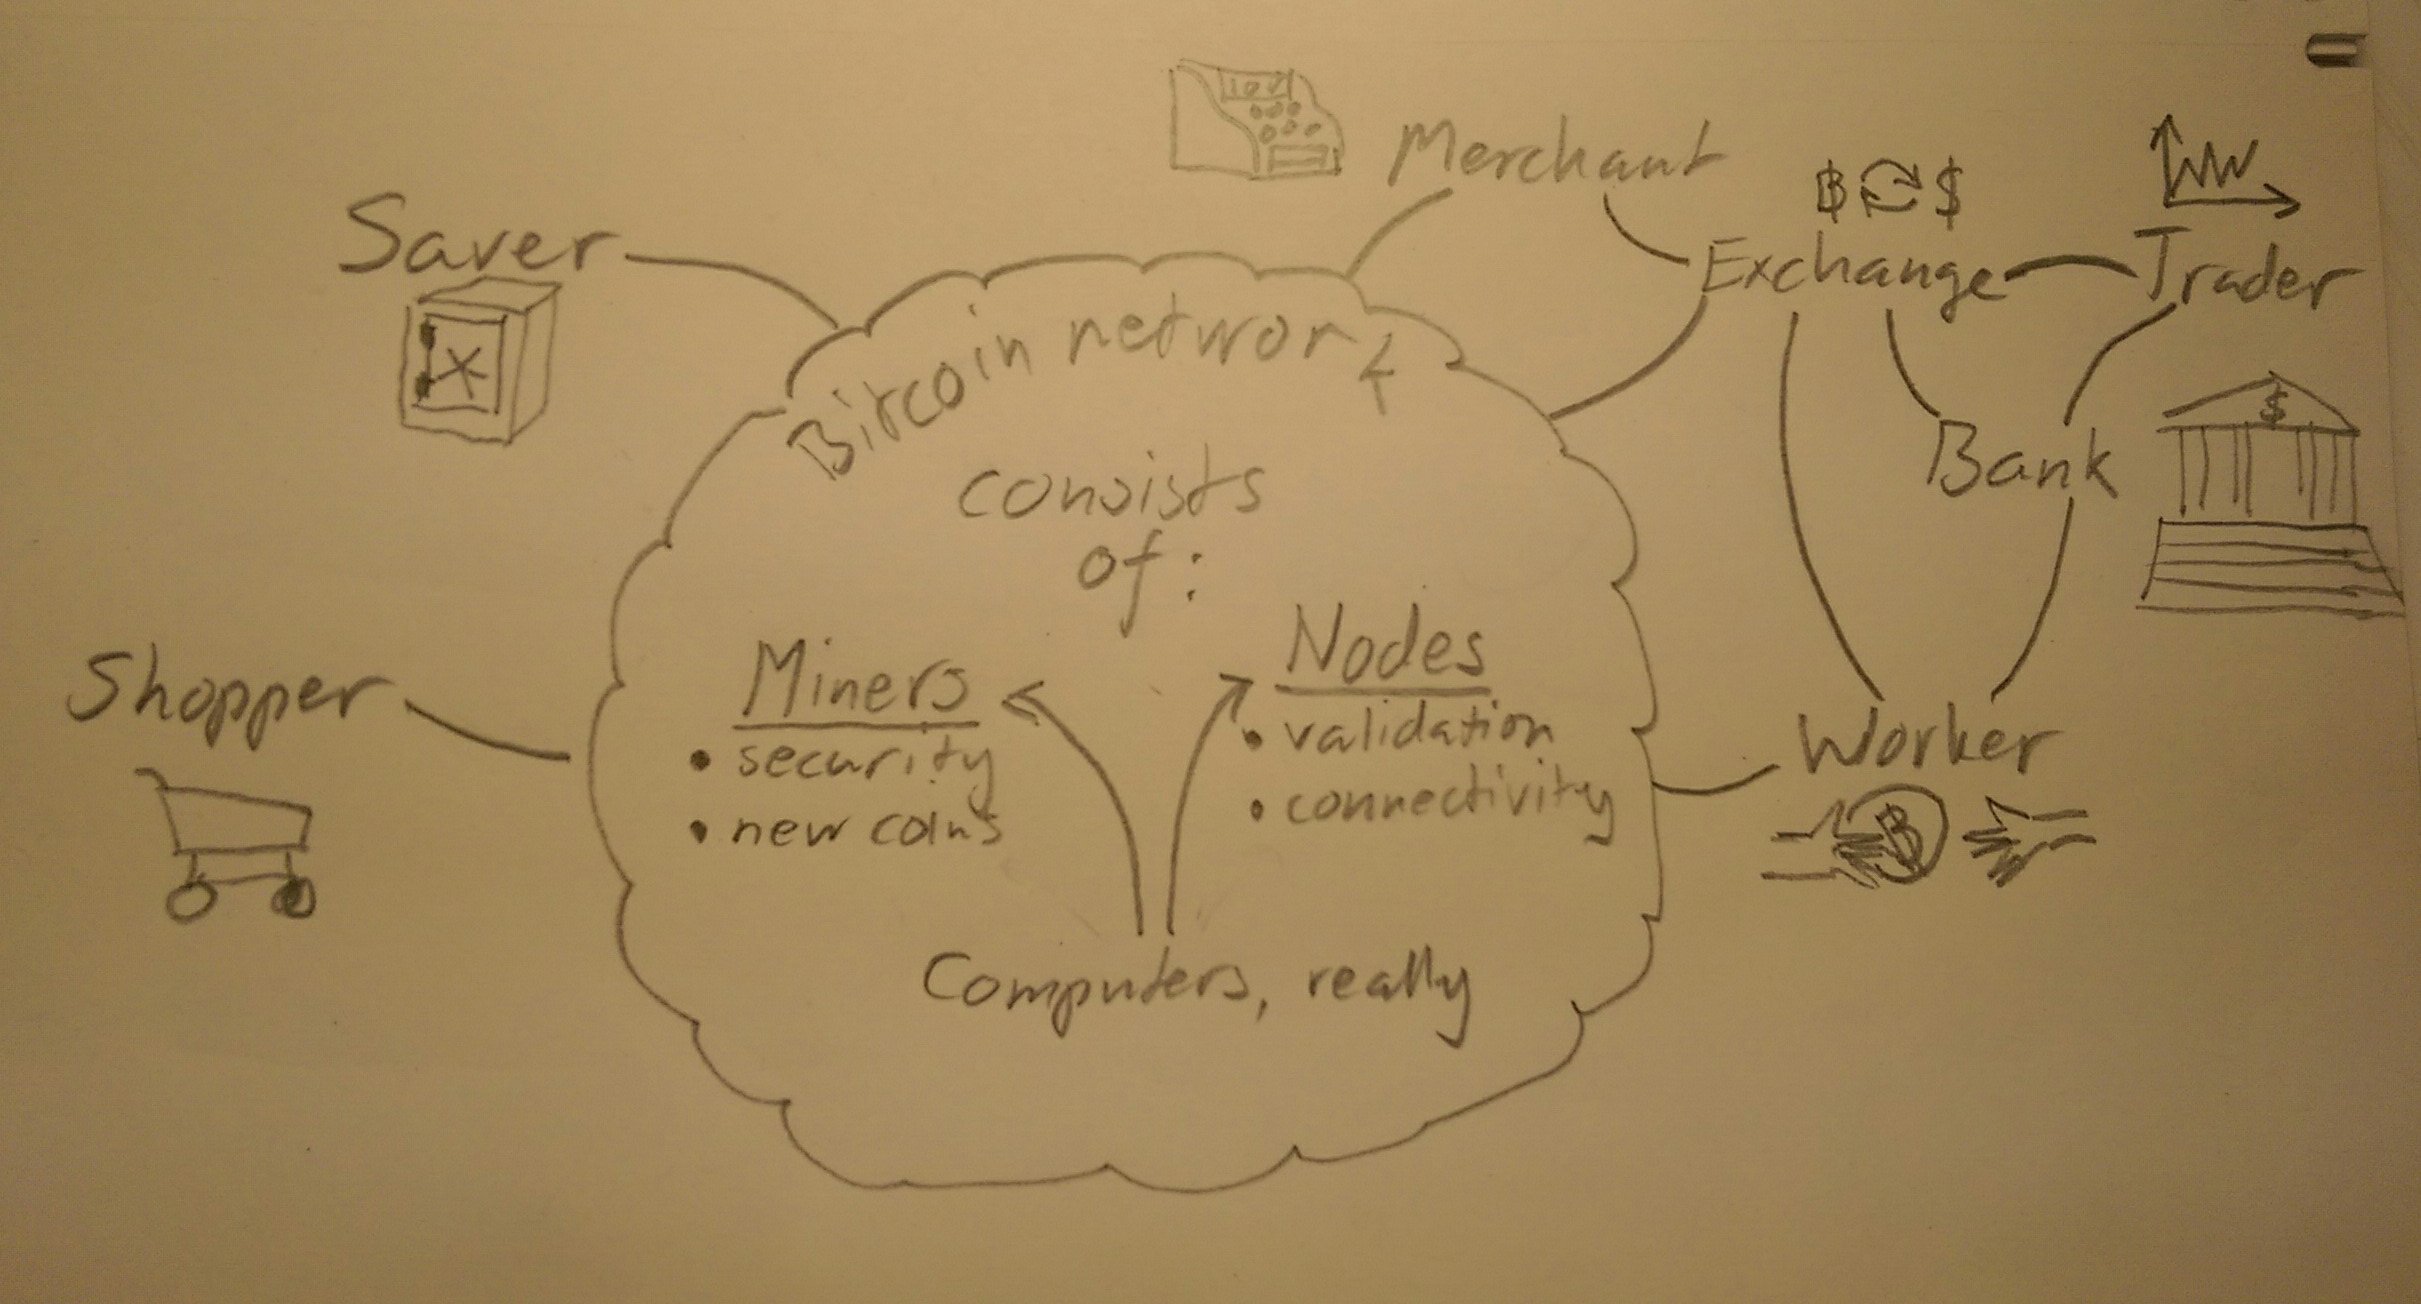 Merchant
Saver
฿ $
Exchange
Trader
$
Bank
Bitcoin network
consists
of:
Miners
• security
• new coins
Nodes
• validation
• connectivity
Computers, really
Shopper
Worker
฿